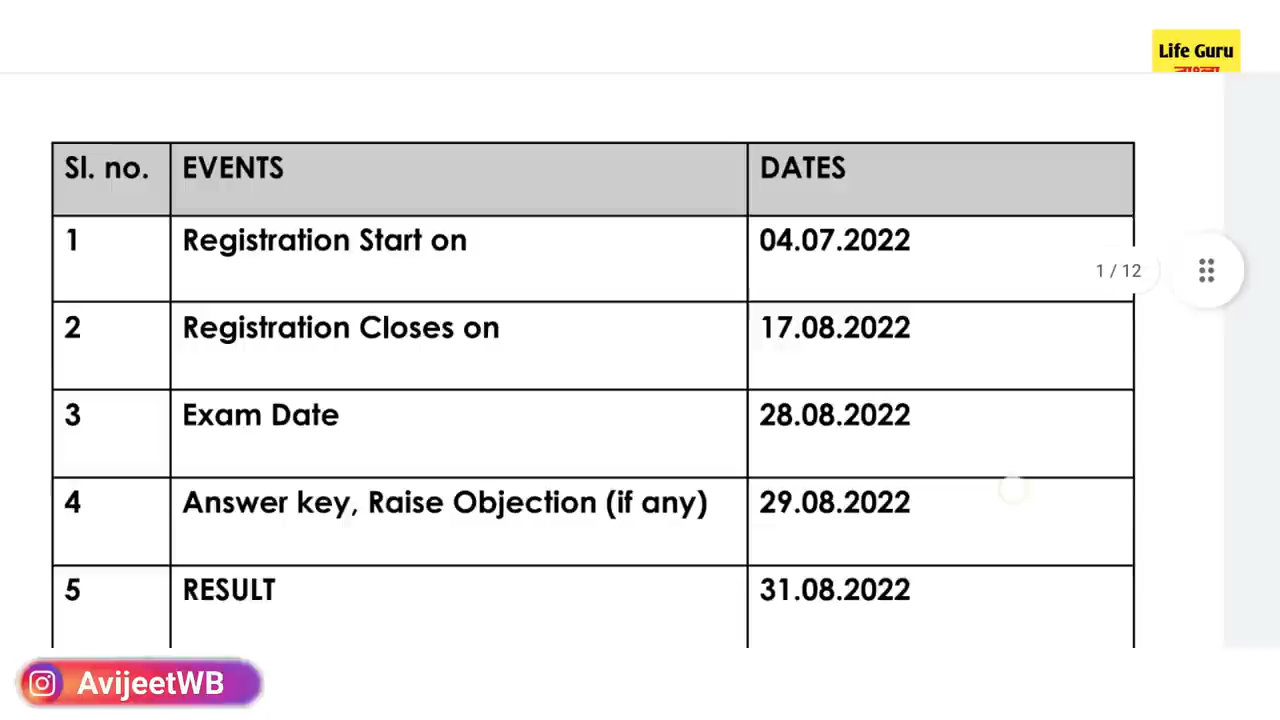 Life Guru
Sl. no. EVENTS DATES
1 Registration Start on 04.07.2022
1 / 12
2 Registration Closes on 17.08.2022
3 Exam Date 28.08.2022
4 Answer key, Raise Objection (if any) 29.08.2022
5 RESULT 31.08.2022
AvijeetWB